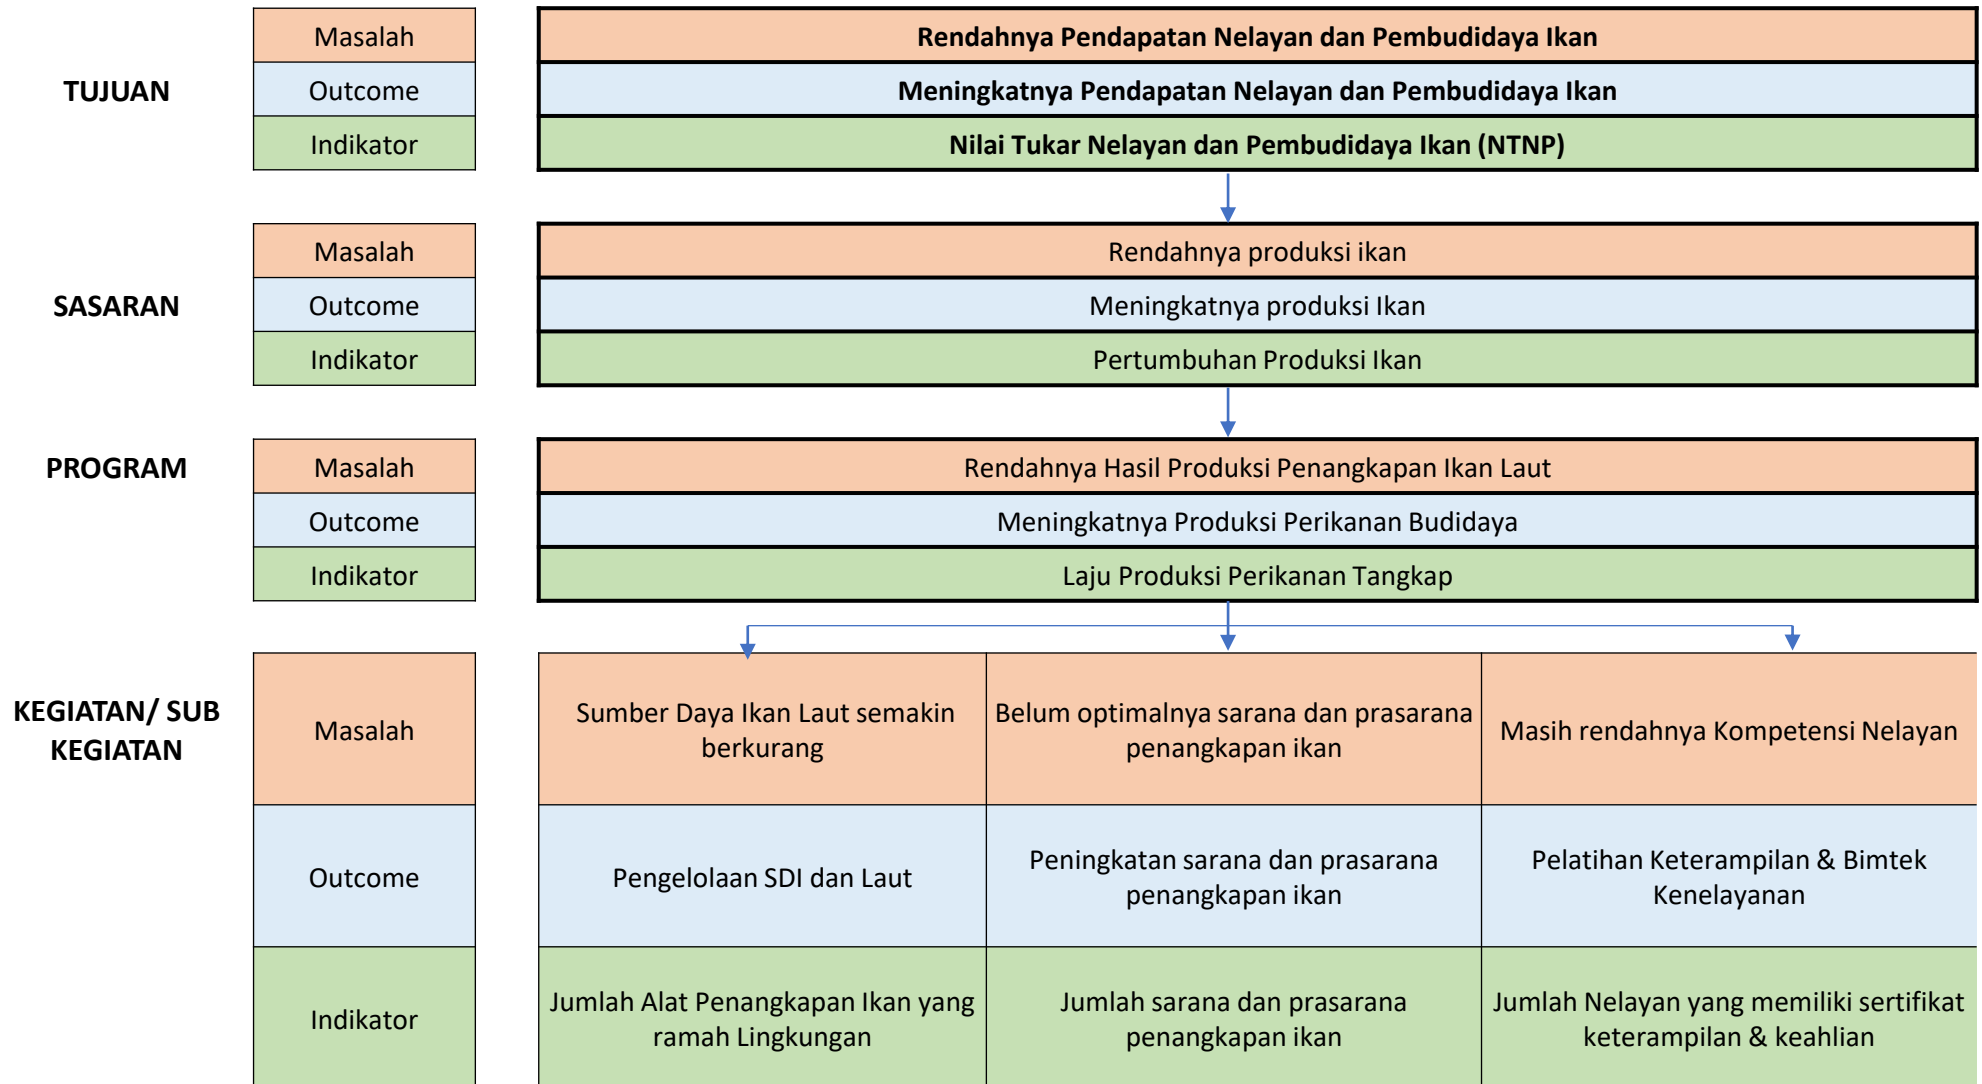 TUJUAN
Masalah
Rendahnya Pendapatan Nelayan dan Pembudidaya Ikan
Outcome
Meningkatnya Pendapatan Nelayan dan Pembudidaya Ikan
Indikator
Nilai Tukar Nelayan dan Pembudidaya Ikan (NTNP)
SASARAN
Masalah
Rendahnya produksi ikan
Outcome
Meningkatnya produksi Ikan
Indikator
Pertumbuhan Produksi Ikan
PROGRAM
Masalah
Rendahnya Hasil Produksi Penangkapan Ikan Laut
Outcome
Meningkatnya Produksi Perikanan Budidaya
Indikator
Laju Produksi Perikanan Tangkap
KEGIATAN/ SUB
KEGIATAN
Masalah
Sumber Daya Ikan Laut semakin
berkurang
Belum optimalnya sarana dan prasarana
penangkapan ikan
Masih rendahnya Kompetensi Nelayan
Outcome
Pengelolaan SDI dan Laut
Peningkatan sarana dan prasarana
penangkapan ikan
Pelatihan Keterampilan & Bimtek
Kenelayanan
Indikator
Jumlah Alat Penangkapan Ikan yang
ramah Lingkungan
Jumlah sarana dan prasarana
penangkapan ikan
Jumlah Nelayan yang memiliki sertifikat
keterampilan & keahlian